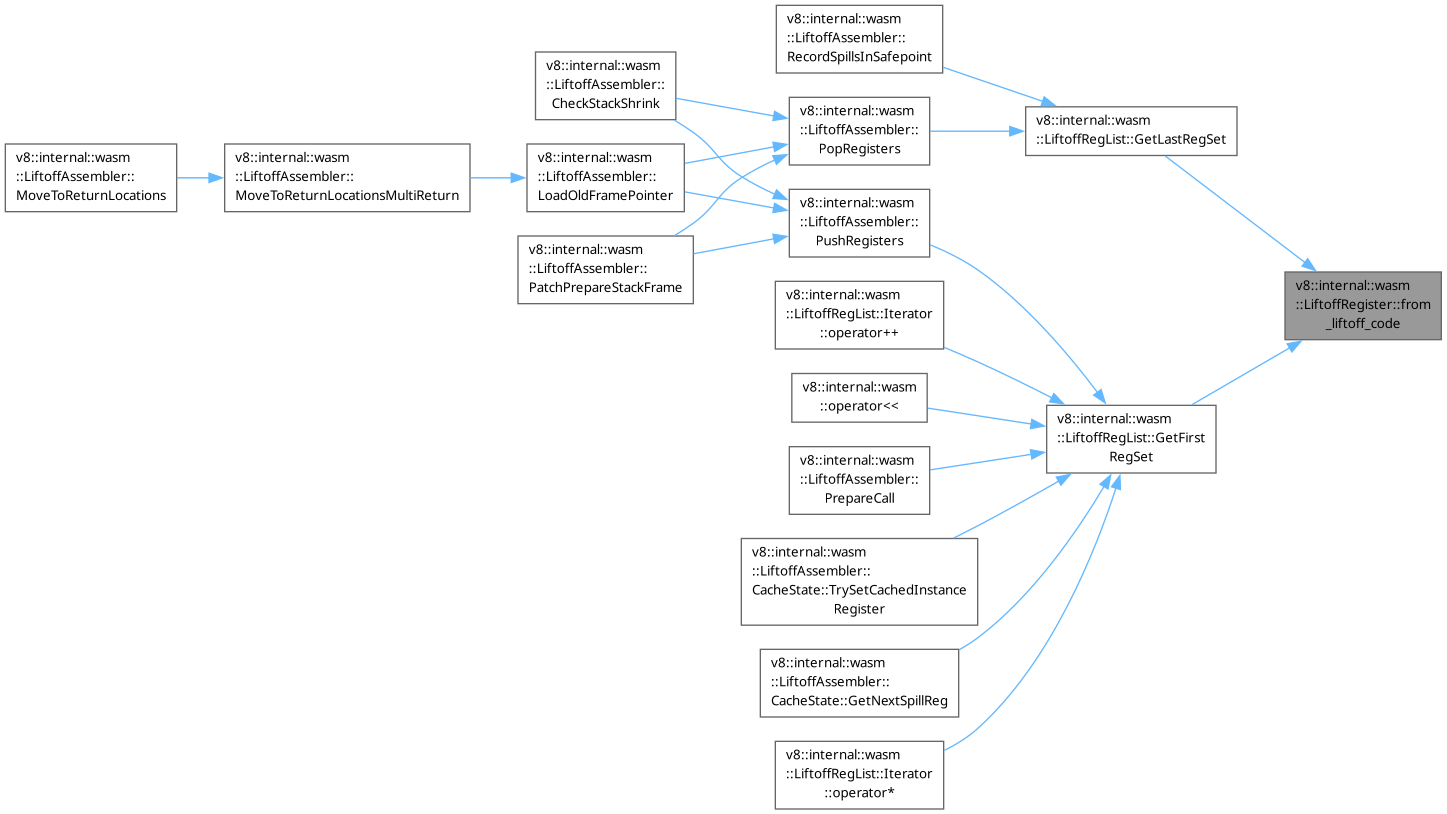 v8::internal::wasm
::LiftoffAssembler::
RecordSpillsInSafepoint
v8::internal::wasm
::LiftoffAssembler::
CheckStackShrink
v8::internal::wasm
::LiftoffAssembler::
PopRegisters
v8::internal::wasm
::LiftoffRegList::GetLastRegSet
v8::internal::wasm
::LiftoffAssembler::
MoveToReturnLocations
v8::internal::wasm
::LiftoffAssembler::
MoveToReturnLocationsMultiReturn
v8::internal::wasm
::LiftoffAssembler::
LoadOldFramePointer
v8::internal::wasm
::LiftoffAssembler::
PushRegisters
v8::internal::wasm
::LiftoffAssembler::
PatchPrepareStackFrame
v8::internal::wasm
::LiftoffRegister::from
_liftoff_code
v8::internal::wasm
::LiftoffRegList::Iterator
::operator++
v8::internal::wasm
::operator<<
v8::internal::wasm
::LiftoffRegList::GetFirst
RegSet
v8::internal::wasm
::LiftoffAssembler::
PrepareCall
v8::internal::wasm
::LiftoffAssembler::
CacheState::TrySetCachedInstance
Register
v8::internal::wasm
::LiftoffAssembler::
CacheState::GetNextSpillReg
v8::internal::wasm
::LiftoffRegList::Iterator
::operator*